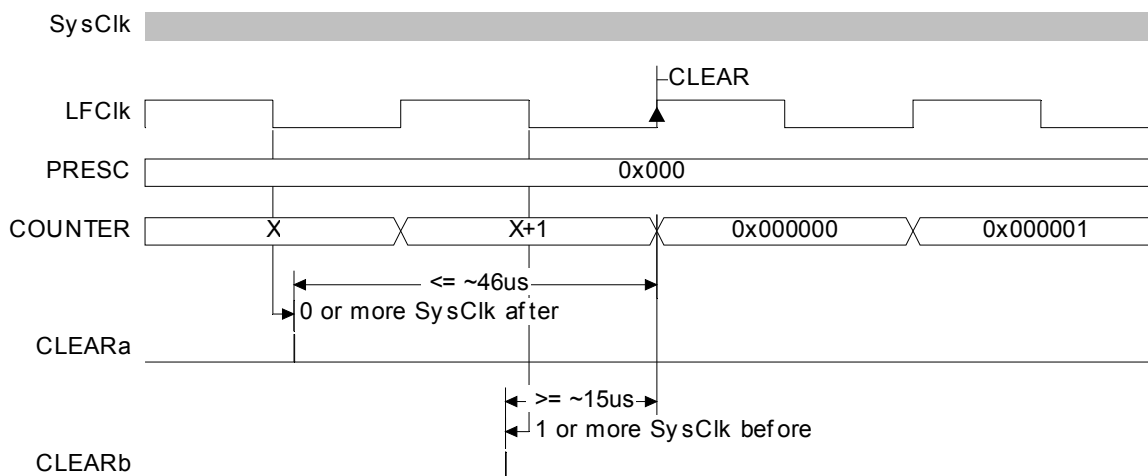 SysClk
CLEAR
LFClk
PRESC
0x000
COUNTER
X
X+1
0x000000
0x000001
<= ~46us
0 or more SysClk after
CLEARa
>= ~15us
1 or more SysClk before
CLEARb